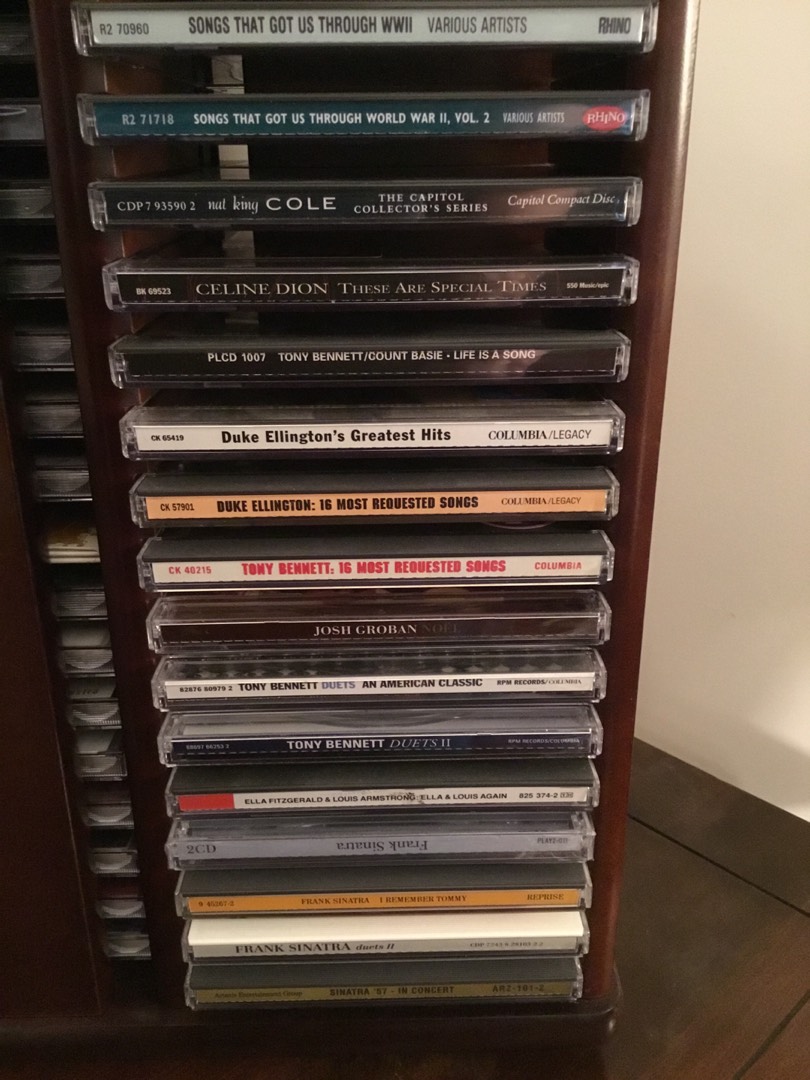 R2 70960 SONGS THAT GOT US THROUGH WWII VARIOUS ARTISTS RHINO
R2 71718 SONGS THAT GOT US THROUGH WORLD WAR II, VOL. 2 VARIOUS ARTISTS RHINO
CDP 7 93590 2 nat king COLE THE CAPITOL COLLECTOR'S SERIES Capitol Compact Disc
BK 69523 CELINE DION THESE ARE SPECIAL TIMES 550 Music/epic
PLCD 1007 TONY BENNETT/COUNT BASIE • LIFE IS A SONG
CK 65419 Duke Ellington's Greatest Hits COLUMBIA/LEGACY
CK 57901 DUKE ELLINGTON: 16 MOST REQUESTED SONGS COLUMBIA/LEGACY
CK 40215 TONY BENNETT: 16 MOST REQUESTED SONGS COLUMBIA
JOSH GROBAN NOËL
82876 80979 2 TONY BENNETT DUETS AN AMERICAN CLASSIC RPM RECORDS/COLUMBIA
TONY BENNETT DUETS II RPM RECORDS/COLUMBIA
ELLA FITZGERALD & LOUIS ARMSTRONG: ELLA & LOUIS AGAIN 825 374-2
2CD Frank Sinatra
FRANK SINATRA I REMEMBER TOMMY REPRISE
FRANK SINATRA duets II
SINATRA '57 - IN CONCERT AR2-101-2